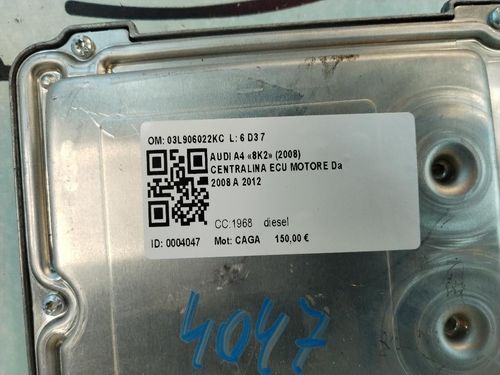 OM: 03L906022KC L: 6 D3 7
AUDI A4 «8K2» (2008)
CENTRALINA ECU MOTORE Da
2008 A 2012
CC:1968 diesel
ID: 0004047 Mot: CAGA 150,00 €
4047